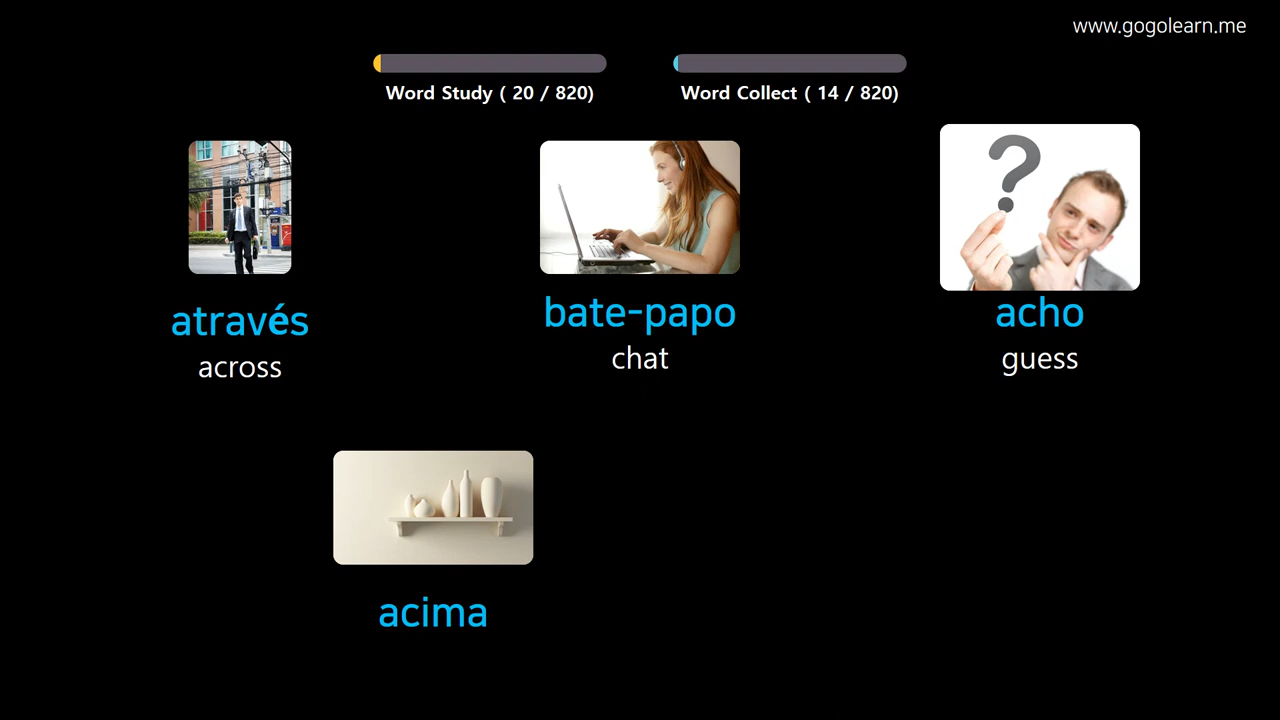 www.gogolearn.me
Word Study ( 20 / 820)
Word Collect ( 14 / 820)
através
across
bate-papo
chat
acho
guess
acima